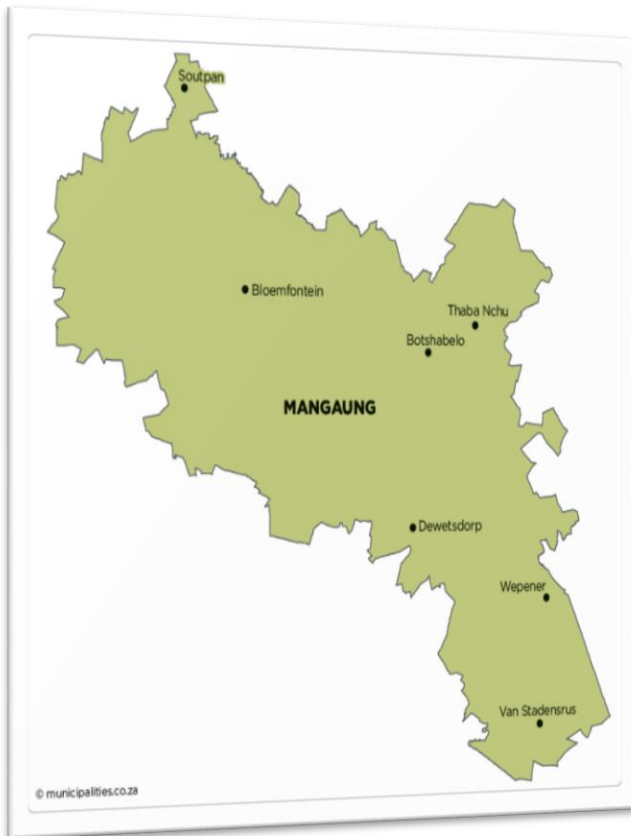 Soutpan
Bloemfontein
Thaba Nchu
Botshabelo
MANGAUNG
Dewetsdorp
Wepener
Van Stadensrus
© municipalities.co.za